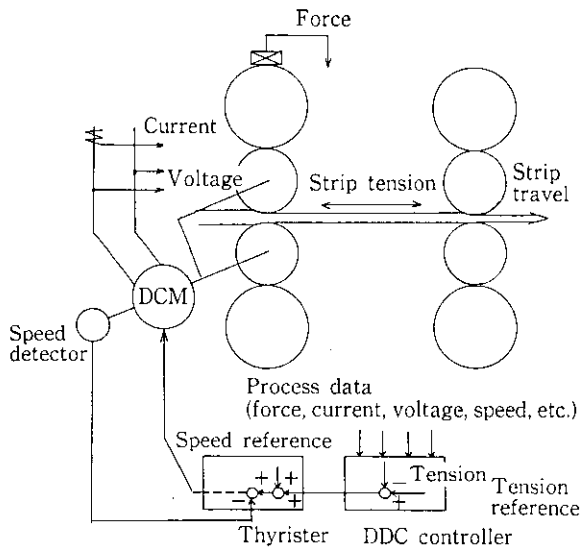 Force
Current
Voltage
Strip tension
Strip
travel
DCM
Speed
detector
Process data
(force, current, voltage, speed, etc.)
Speed reference
Tension
Tension
reference
+
+
−
+
−
+
Thyrister
DDC controller